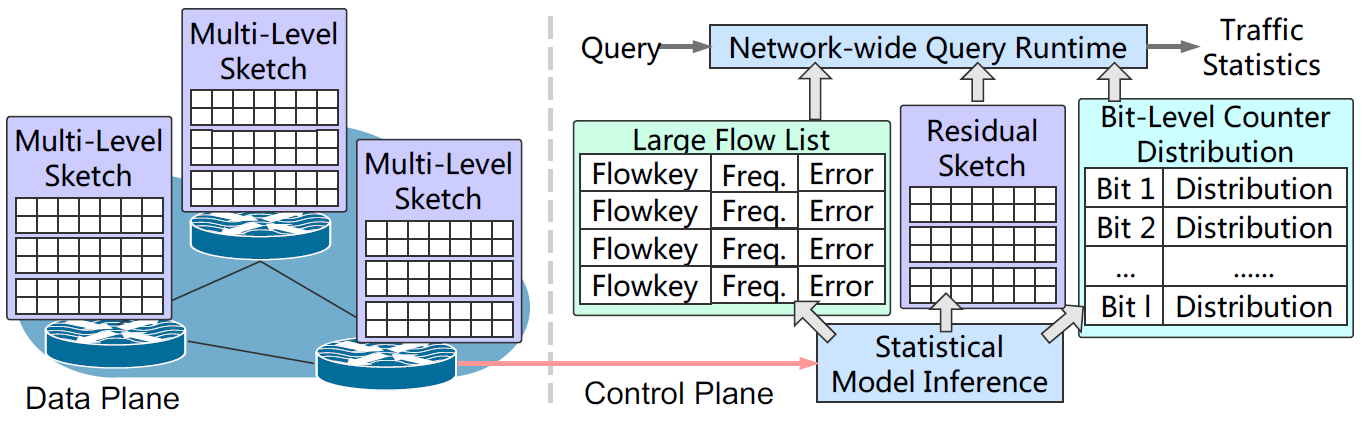 Multi-Level
Sketch
Multi-Level
Sketch
Multi-Level
Sketch
Data Plane
Query
Network-wide Query Runtime
Traffic
Statistics
Large Flow List
Flowkey Freq. Error
Flowkey Freq. Error
Flowkey Freq. Error
Flowkey Freq. Error
Residual
Sketch
Bit-Level Counter
Distribution
Bit 1 Distribution
Bit 2 Distribution
... ......
Bit l Distribution
Statistical
Model Inference
Control Plane